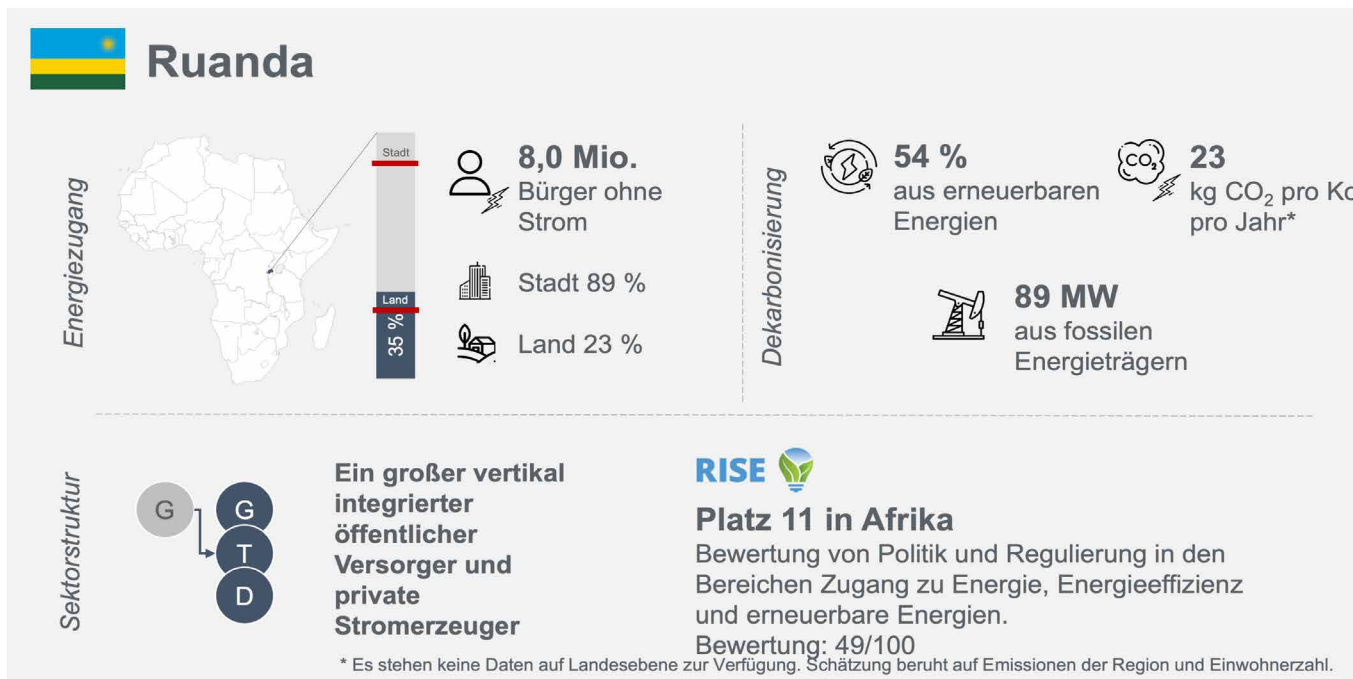 Ruanda
Energiezugang
Stadt
Land
35 %
8,0 Mio.
Bürger ohne
Strom
Stadt 89 %
Land 23 %
Dekarbonisierung
54 %
aus erneuerbaren
Energien
CO2
23
kg CO2 pro Ko
pro Jahr*
89 MW
aus fossilen
Energieträgern
Sektorstruktur
G
G
T
D
Ein großer vertikal
integrierter
öffentlicher
Versorger und
private
Stromerzeuger
RISE
Platz 11 in Afrika
Bewertung von Politik und Regulierung in den
Bereichen Zugang zu Energie, Energieeffizienz
und erneuerbare Energien.
Bewertung: 49/100
* Es stehen keine Daten auf Landesebene zur Verfügung. Schätzung beruht auf Emissionen der Region und Einwohnerzahl.